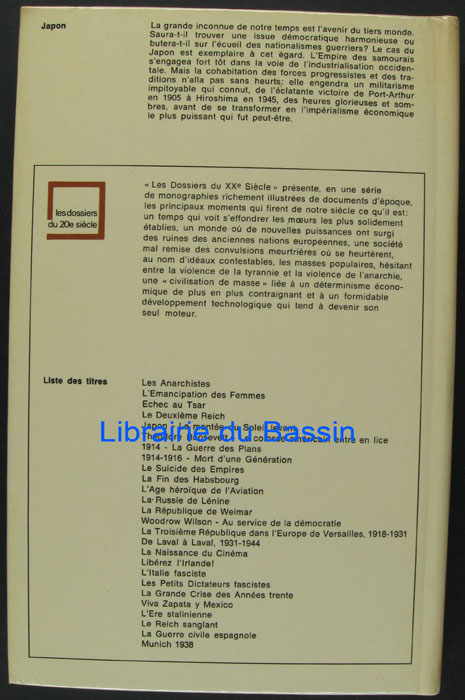 Japon
La grande inconnue de notre temps est l'avenir du tiers monde.
Saura-t-il trouver une issue démocratique harmonieuse ou
butera-t-il sur l'écueil des nationalismes guerriers? Le cas du
Japon est exemplaire à cet égard. L'Empire des samouraïs
s'engagea fort tôt dans la voie de l'industrialisation occiden-
tale. Mais la cohabitation des forces progressistes et des tra-
ditions n'alla pas sans heurts: elle engendra un militarisme
impitoyable qui connut, de l'éclatante victoire de Port-Arthur
en 1905 à Hiroshima en 1945, des heures glorieuses et som-
bres, avant de se transformer en l'impérialisme économique
le plus puissant qui fut peut-être.
les dossiers
du 20e siècle
« Les Dossiers du XXe Siècle » présente, en une série
de monographies richement illustrées de documents d'époque,
les principaux moments qui firent de notre siècle ce qu'il est:
un temps qui voit s'effondrer les mœurs les plus solidement
établies, un monde où de nouvelles puissances ont surgi
des ruines des anciennes nations européennes, une société
mal remise des convulsions meurtrières où se heurtèrent,
au nom d'idéaux contestables, les masses populaires, hésitant
entre la violence de la tyrannie et la violence de l'anarchie,
une « civilisation de masse » liée à un déterminisme écono-
mique de plus en plus contraignant et à un formidable
développement technologique qui tend à devenir son
seul moteur.
Liste des titres
Les Anarchistes
L'Emancipation des Femmes
Echec au Tsar
Le Deuxième Reich
Japon - La montée du Soleil levant
Théodore Roosevelt - Le colosse américain entre en lice
1914 - La Guerre des Plans
1914-1916 - Mort d'une Génération
Le Suicide des Empires
La Fin des Habsbourg
L'Age héroïque de l'Aviation
La Russie de Lénine
La République de Weimar
Woodrow Wilson - Au service de la démocratie
La Troisième République dans l'Europe de Versailles, 1918-1931
De Laval à Laval, 1931-1944
La Naissance du Cinéma
Libérez l'Irlande!
L'Italie fasciste
Les Petits Dictateurs fascistes
La Grande Crise des Années trente
Viva Zapata y Mexico
L'Ere stalinienne
Le Reich sanglant
La Guerre civile espagnole
Munich 1938
Librairie du Bassin